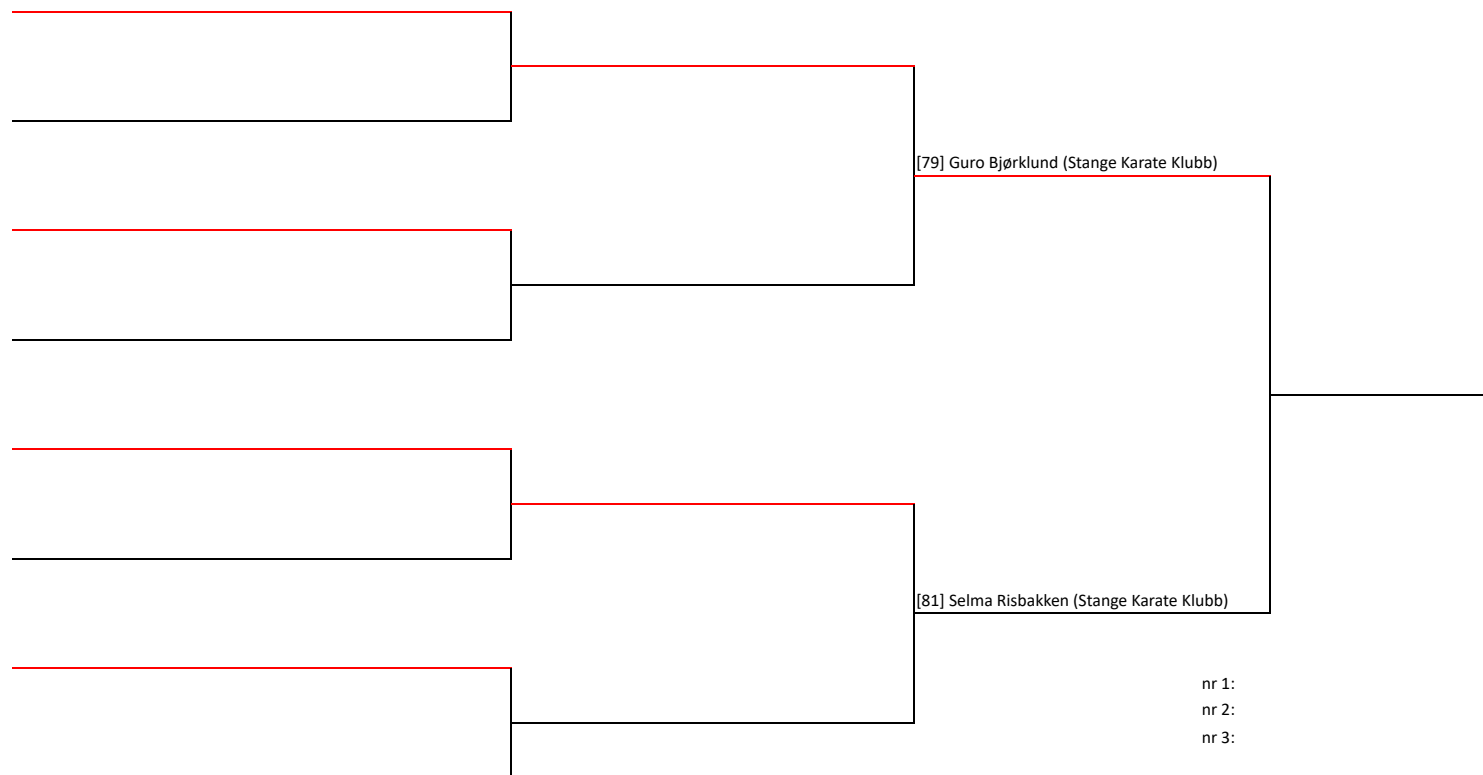 [79] Guro Bjørklund (Stange Karate Klubb)
[81] Selma Risbakken (Stange Karate Klubb)
nr 1:
nr 2:
nr 3: